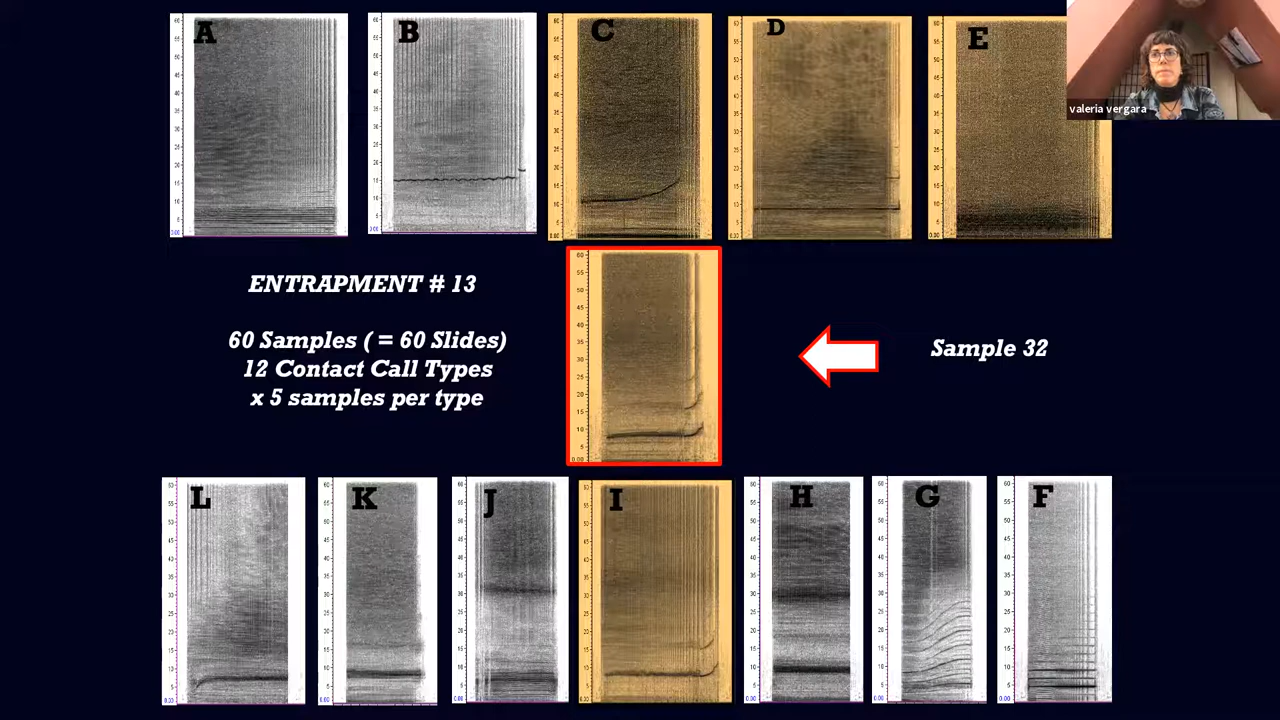 A
B
C
D
E
valeria vergara
ENTRAPMENT # 13
60 Samples ( = 60 Slides)
12 Contact Call Types
x 5 samples per type
Sample 32
L
K
J
I
H
G
F